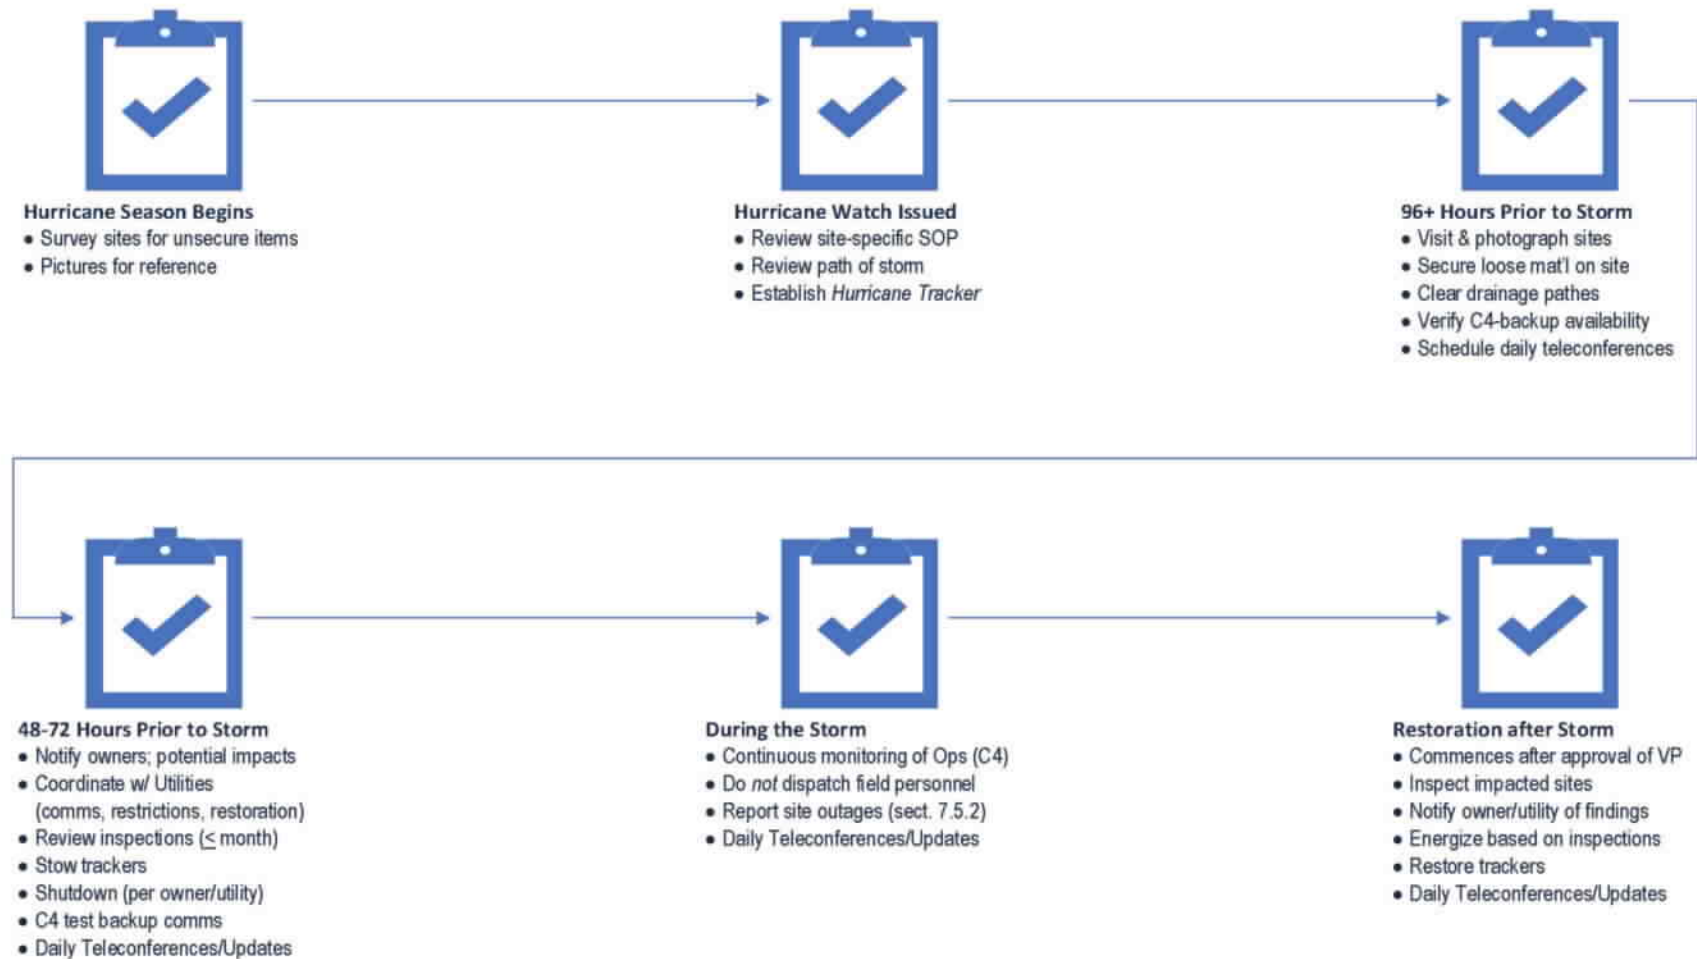 Hurricane Season Begins
● Survey sites for unsecure items
● Pictures for reference
Hurricane Watch Issued
● Review site-specific SOP
● Review path of storm
● Establish Hurricane Tracker
96+ Hours Prior to Storm
● Visit & photograph sites
● Secure loose mat'l on site
● Clear drainage pathes
● Verify C4-backup availability
● Schedule daily teleconferences
48-72 Hours Prior to Storm
● Notify owners; potential impacts
● Coordinate w/ Utilities
(comms, restrictions, restoration)
● Review inspections (≤ month)
● Stow trackers
● Shutdown (per owner/utility)
● C4 test backup comms
● Daily Teleconferences/Updates
During the Storm
● Continuous monitoring of Ops (C4)
● Do not dispatch field personnel
● Report site outages (sect. 7.5.2)
● Daily Teleconferences/Updates
Restoration after Storm
● Commences after approval of VP
● Inspect impacted sites
● Notify owner/utility of findings
● Energize based on inspections
● Restore trackers
● Daily Teleconferences/Updates